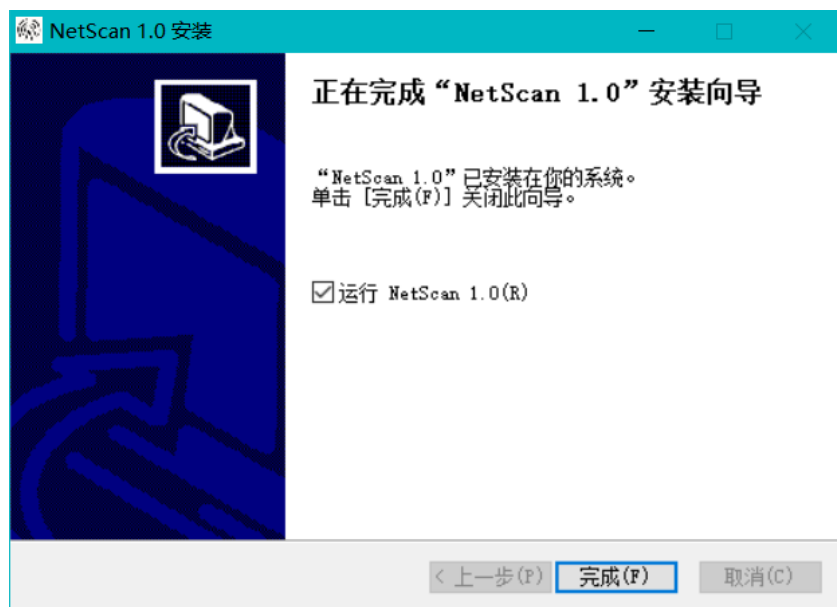 NetScan 1.0 安装
正在完成“NetScan 1.0”安装向导
“NetScan 1.0”已安装在你的系统。
单击 [完成(F)] 关闭此向导。
运行 NetScan 1.0(R)
< 上一步(P) 完成(F) 取消(C)